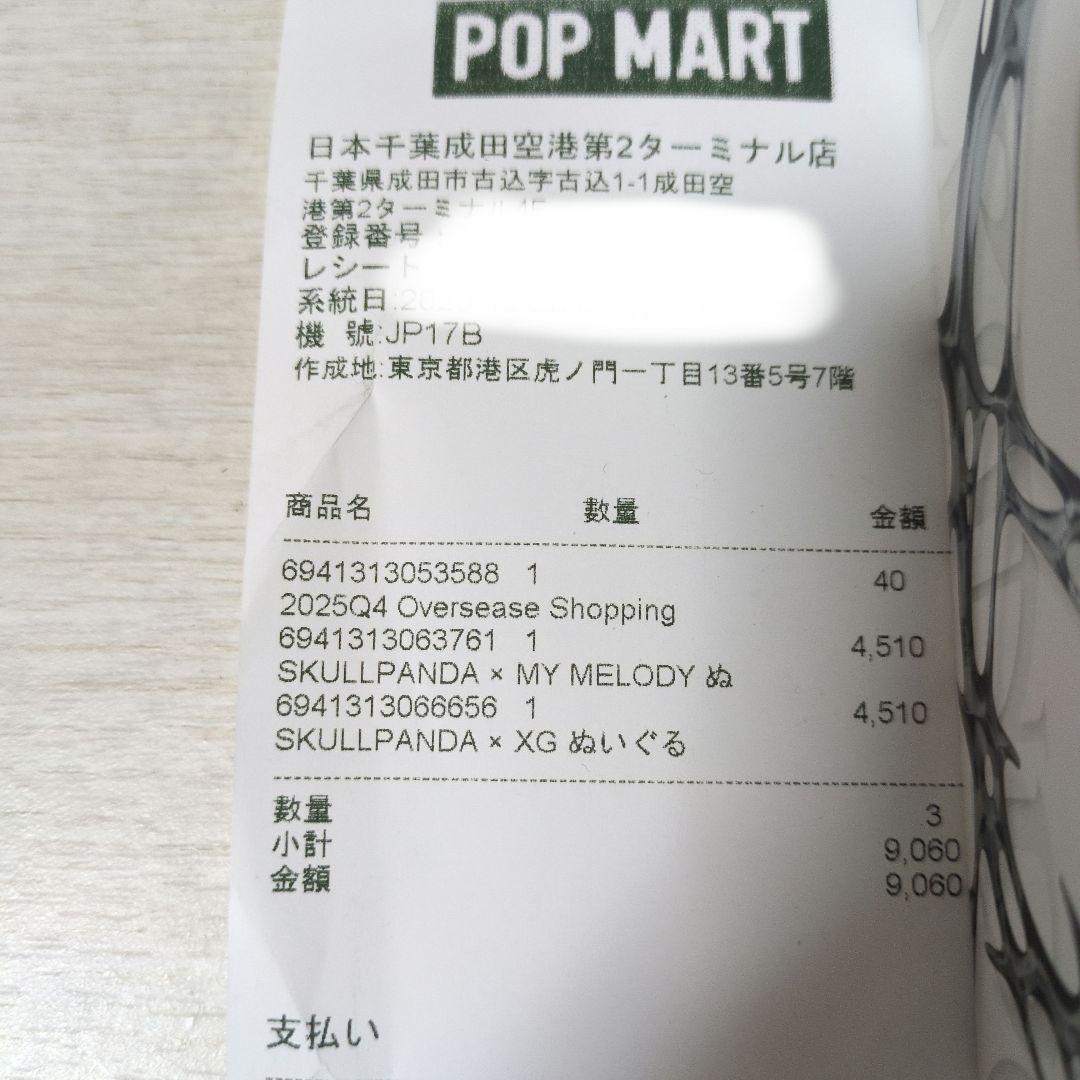 POP MART
日本千葉成田空港第2ターミナル店
千葉県成田市古込字古込1-1成田空
港第2ターミナル4F
登録番号:
レシート
系統日:
機 號:JP17B
作成地:東京都港区虎ノ門一丁目13番5号7階
商品名 數量 金額
6941313053588 1 40
2025Q4 Oversease Shopping
6941313063761 1 4,510
SKULLPANDA × MY MELODY ぬ
6941313066656 1 4,510
SKULLPANDA × XG ぬいぐる
數量 3
小計 9,060
金額 9,060
支払い